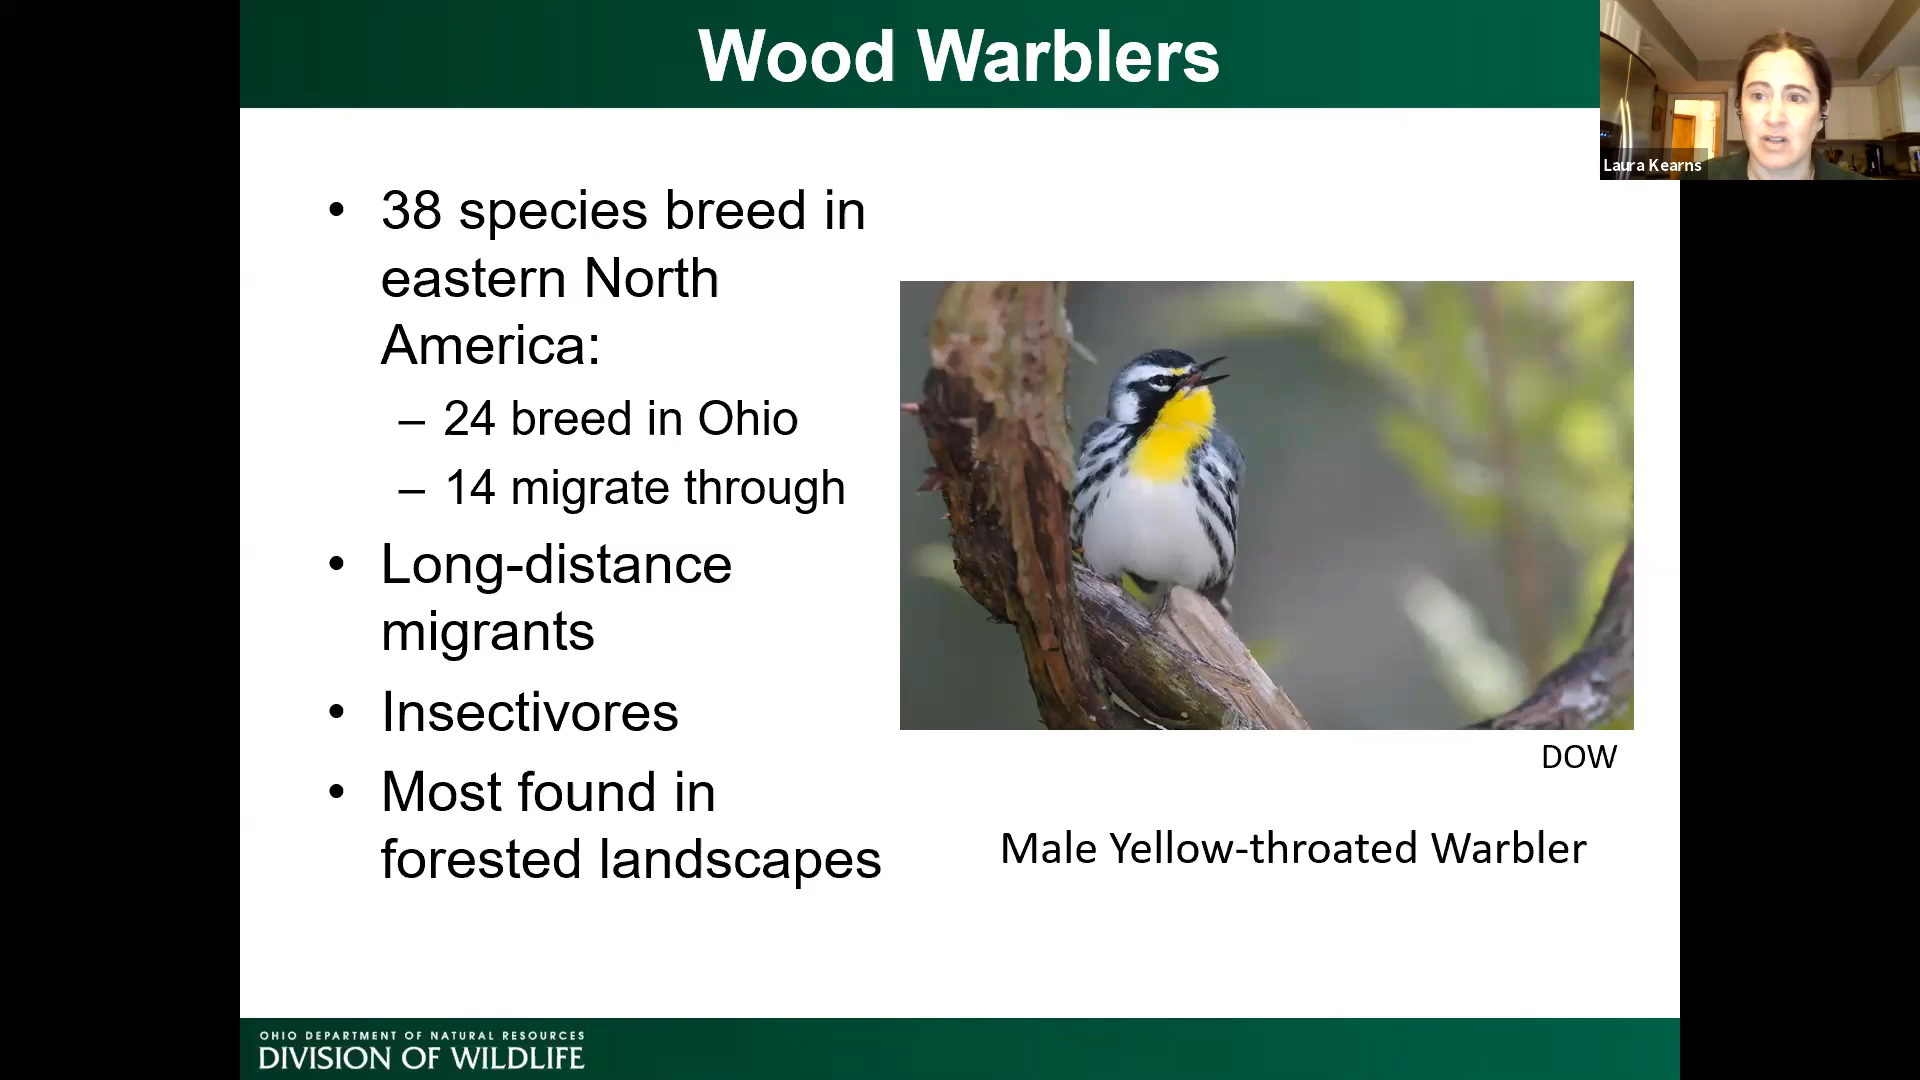 Wood Warblers
Laura Kearns
• 38 species breed in
eastern North
America:
– 24 breed in Ohio
– 14 migrate through
• Long-distance
migrants
• Insectivores
• Most found in
forested landscapes
DOW
Male Yellow-throated Warbler
OHIO DEPARTMENT OF NATURAL RESOURCES
DIVISION OF WILDLIFE